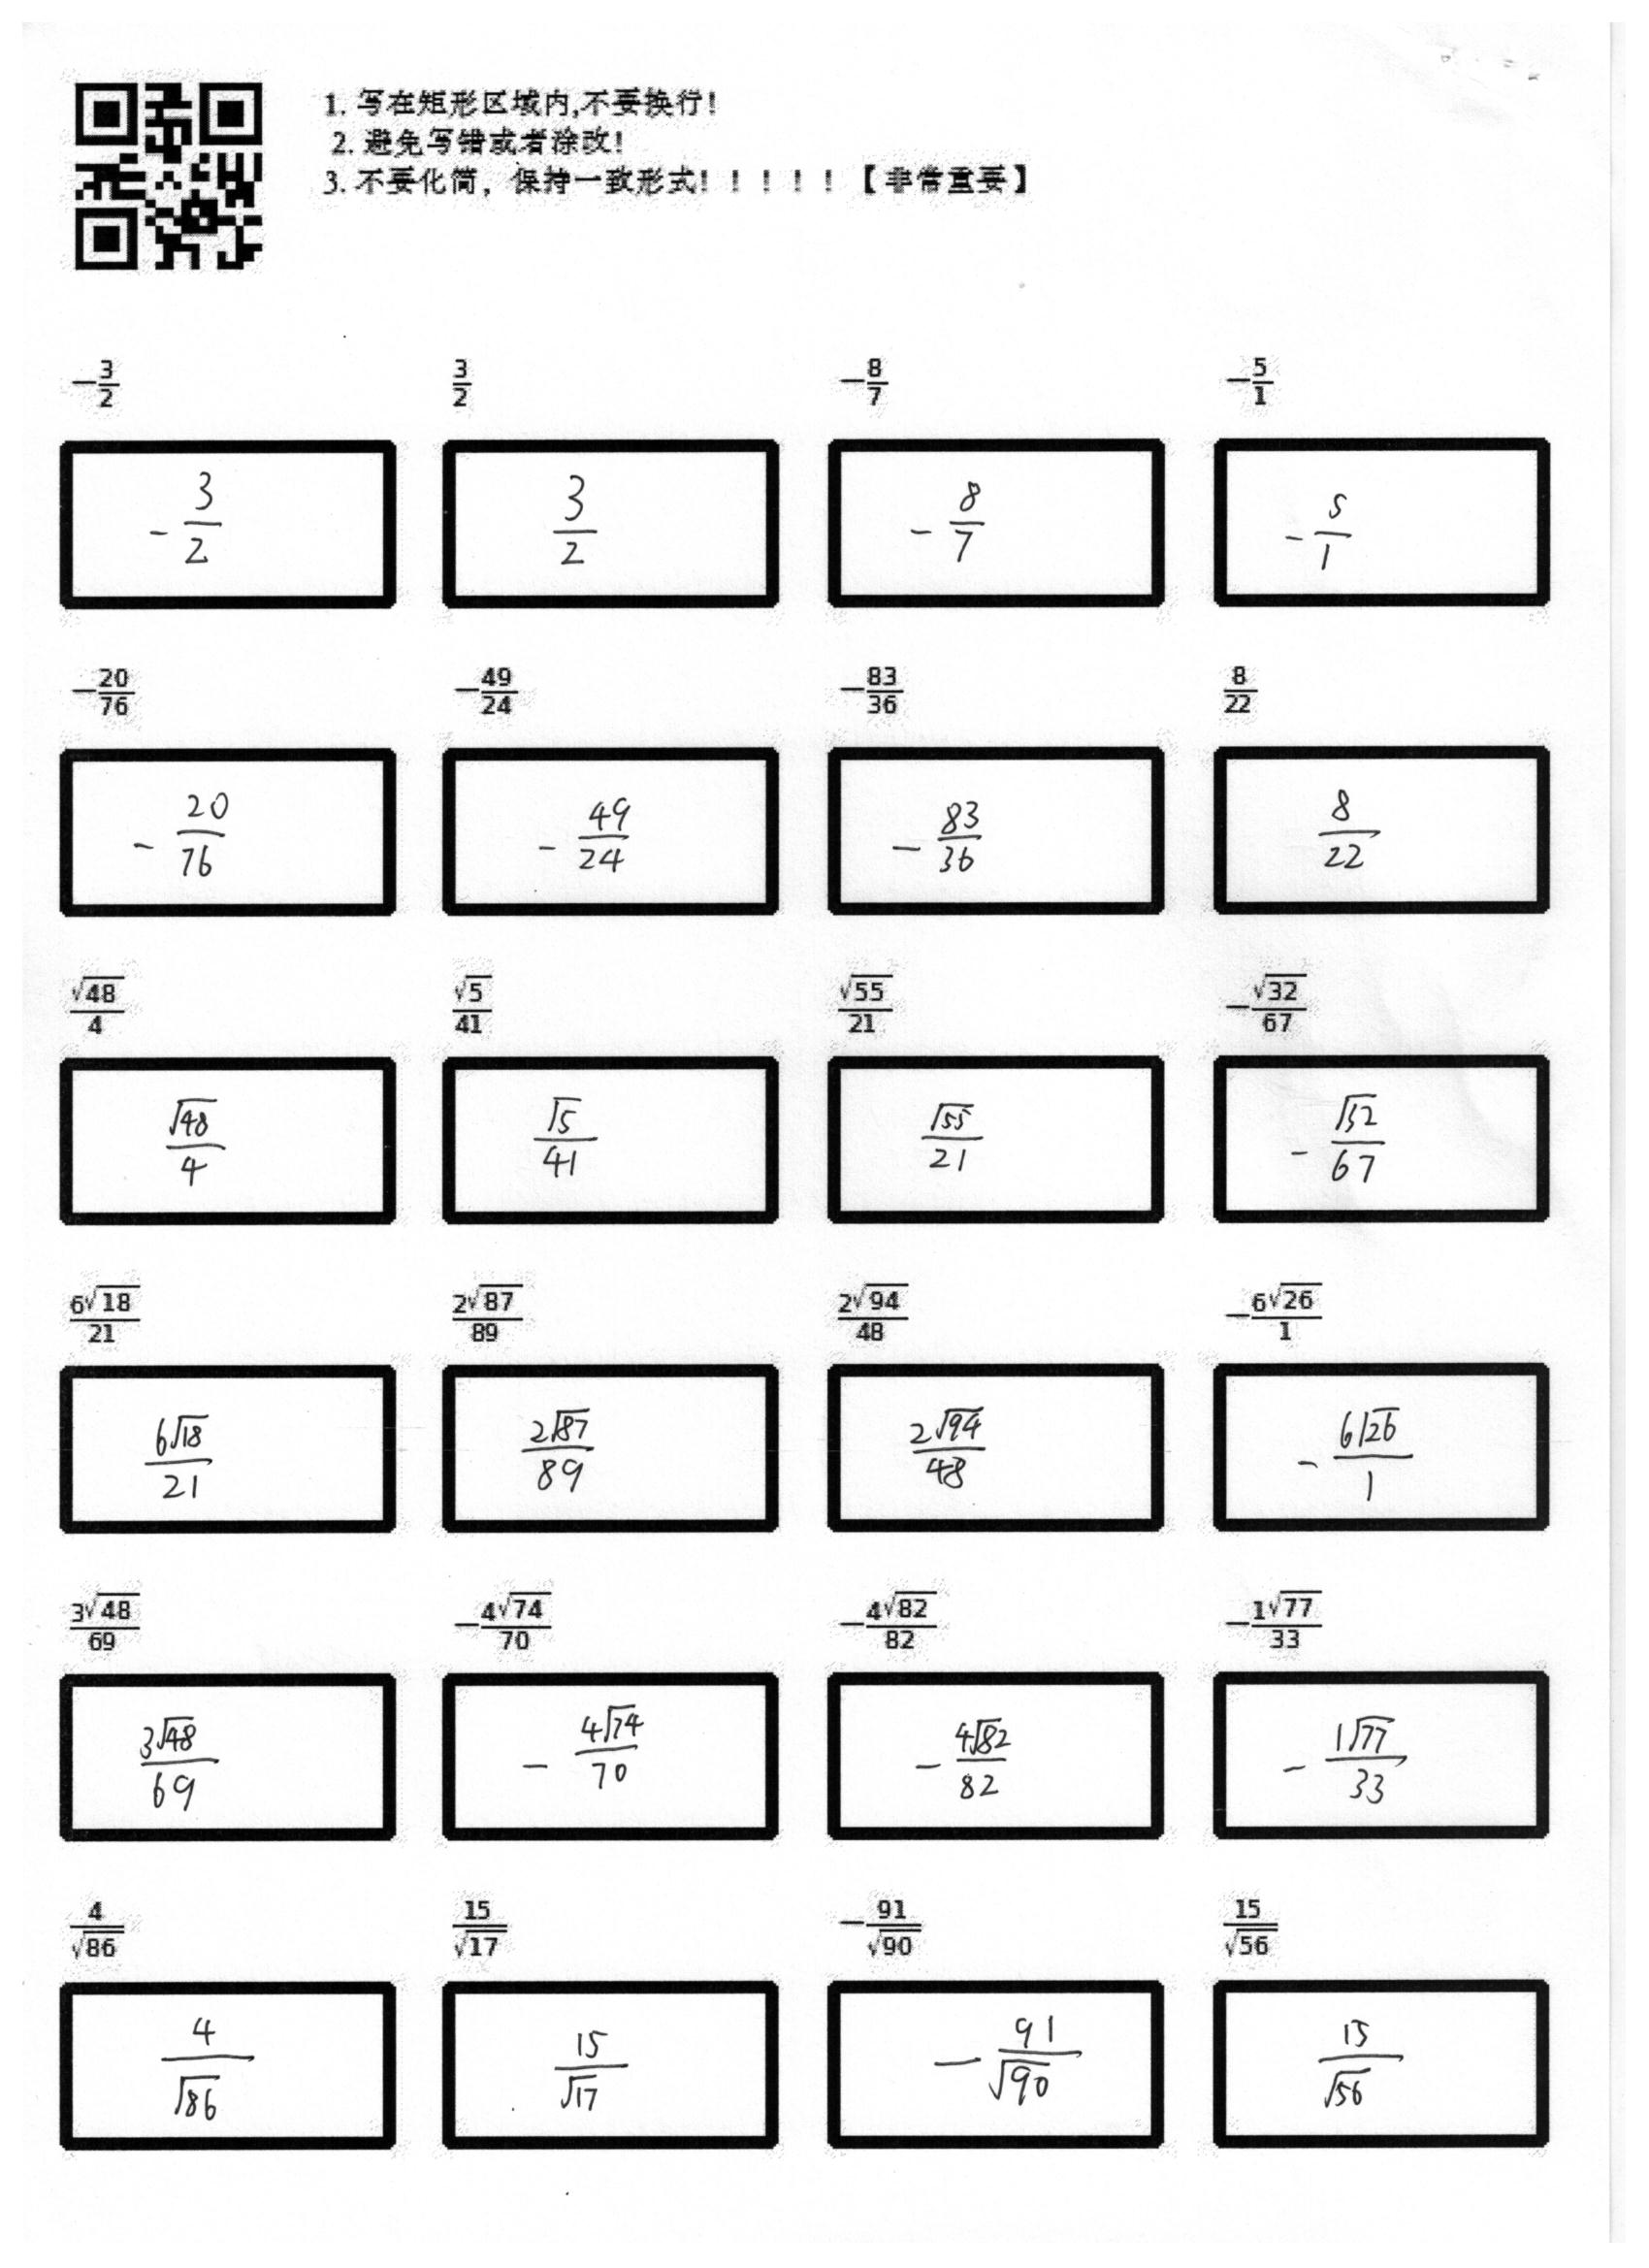 1. 写在矩形区域内,不要换行!
2. 避免写错或者涂改!
3. 不要化简，保持一致形式！！！！！【非常重要】
-\frac{3}{2} \frac{3}{2} -\frac{8}{7} -\frac{5}{1}
-\frac{3}{2} \frac{3}{2} -\frac{8}{7} -\frac{5}{1}
-\frac{20}{76} -\frac{49}{24} -\frac{83}{36} \frac{8}{22}
-\frac{20}{76} -\frac{49}{24} -\frac{83}{36} \frac{8}{22}
\frac{\sqrt{48}}{4} \frac{\sqrt{5}}{41} \frac{\sqrt{55}}{21} -\frac{\sqrt{32}}{67}
\frac{\sqrt{48}}{4} \frac{\sqrt{5}}{41} \frac{\sqrt{55}}{21} -\frac{\sqrt{32}}{67}
\frac{6\sqrt{18}}{21} \frac{2\sqrt{87}}{89} \frac{2\sqrt{94}}{48} -\frac{6\sqrt{26}}{1}
\frac{6\sqrt{18}}{21} \frac{2\sqrt{87}}{89} \frac{2\sqrt{94}}{48} -\frac{6\sqrt{26}}{1}
\frac{3\sqrt{48}}{69} -\frac{4\sqrt{74}}{70} -\frac{4\sqrt{82}}{82} -\frac{1\sqrt{77}}{33}
\frac{3\sqrt{48}}{69} -\frac{4\sqrt{74}}{70} -\frac{4\sqrt{82}}{82} -\frac{1\sqrt{77}}{33}
\frac{4}{\sqrt{86}} \frac{15}{\sqrt{17}} -\frac{91}{\sqrt{90}} \frac{15}{\sqrt{56}}
\frac{4}{\sqrt{86}} \frac{15}{\sqrt{17}} -\frac{91}{\sqrt{90}} \frac{15}{\sqrt{56}}